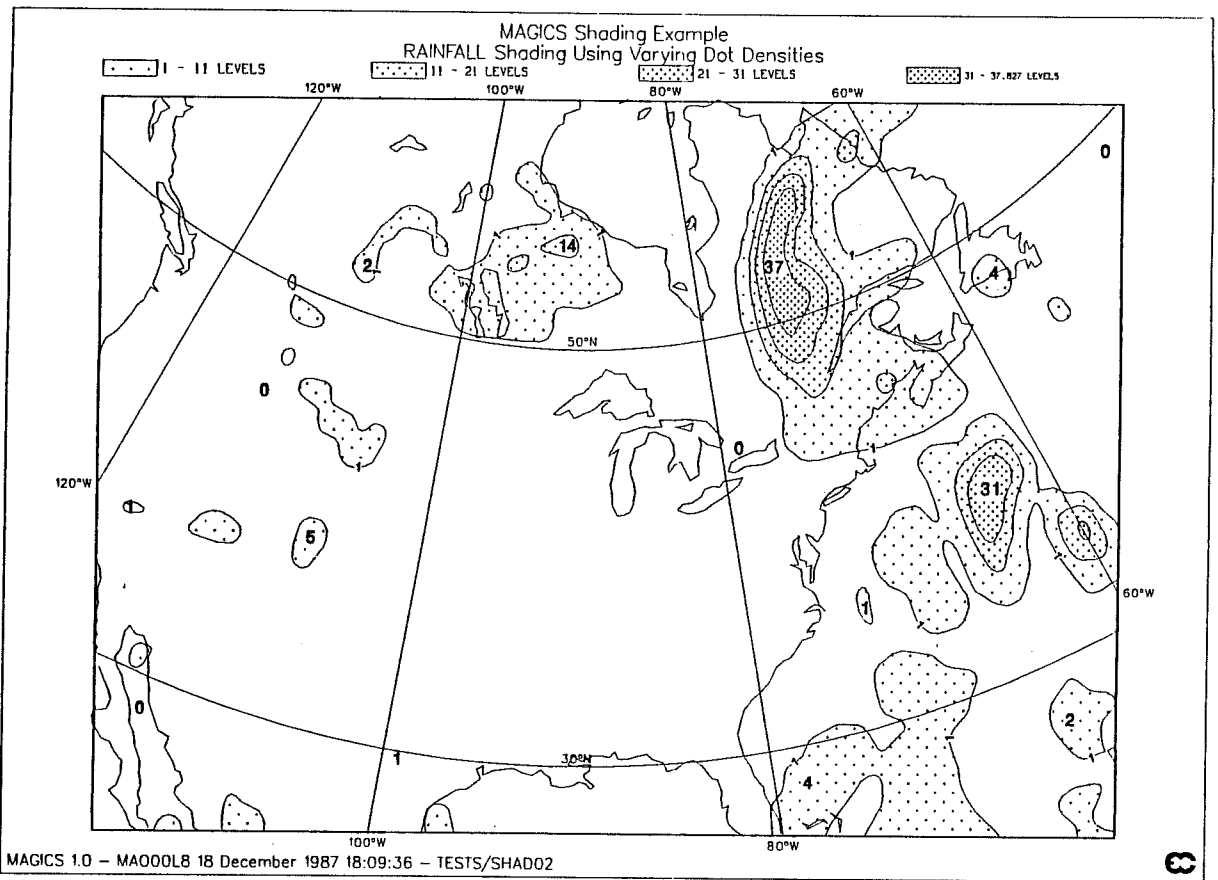 MAGICS Shading Example
RAINFALL Shading Using Varying Dot Densities
1 - 11 LEVELS 11 - 21 LEVELS 21 - 31 LEVELS 31 - 37.827 LEVELS
120°W 100°W 80°W 60°W
0
14
2
37
4
50°N
1
0
1
0
1
120°W
31
1
5
60°W
1
0
2
1
30°N
4
100°W 80°W
MAGICS 1.0 - MA000L8 18 December 1987 18:09:36 - TESTS/SHAD02